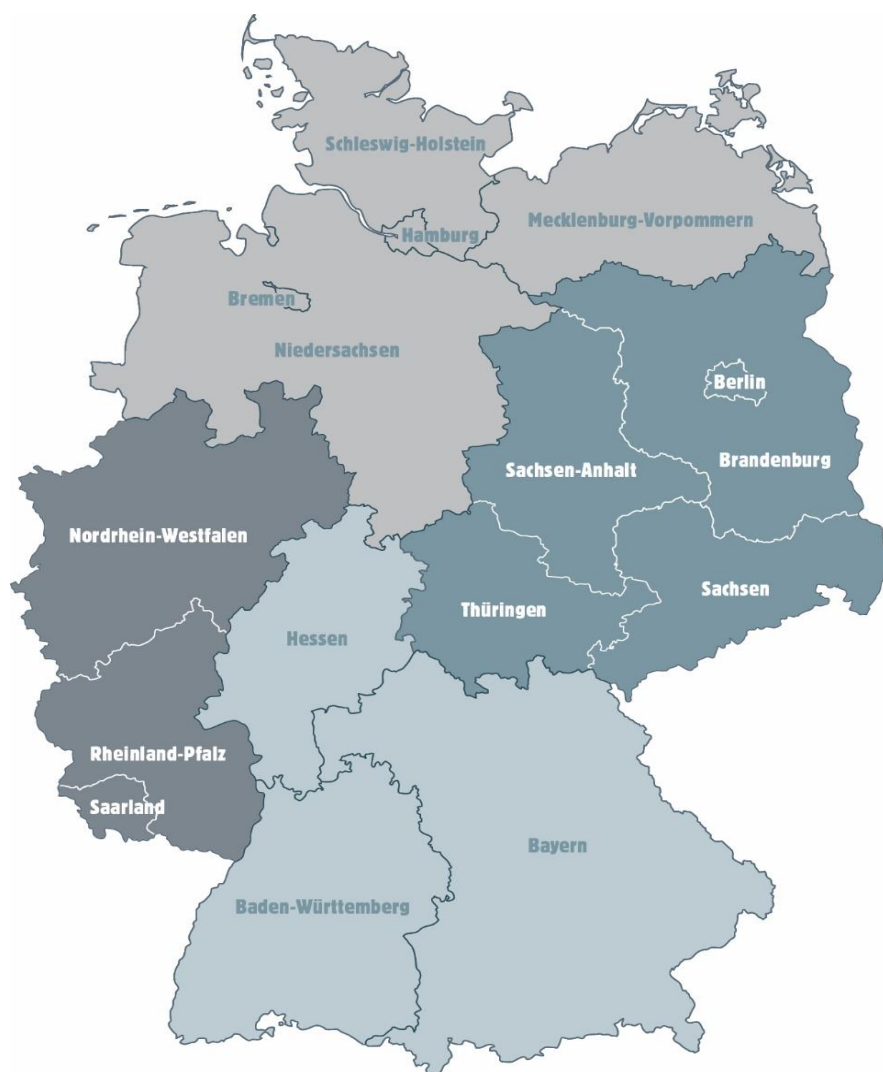 Schleswig-Holstein
Mecklenburg-Vorpommern
Hamburg
Bremen
Niedersachsen
Berlin
Brandenburg
Sachsen-Anhalt
Nordrhein-Westfalen
Sachsen
Thüringen
Hessen
Rheinland-Pfalz
Saarland
Bayern
Baden-Württemberg